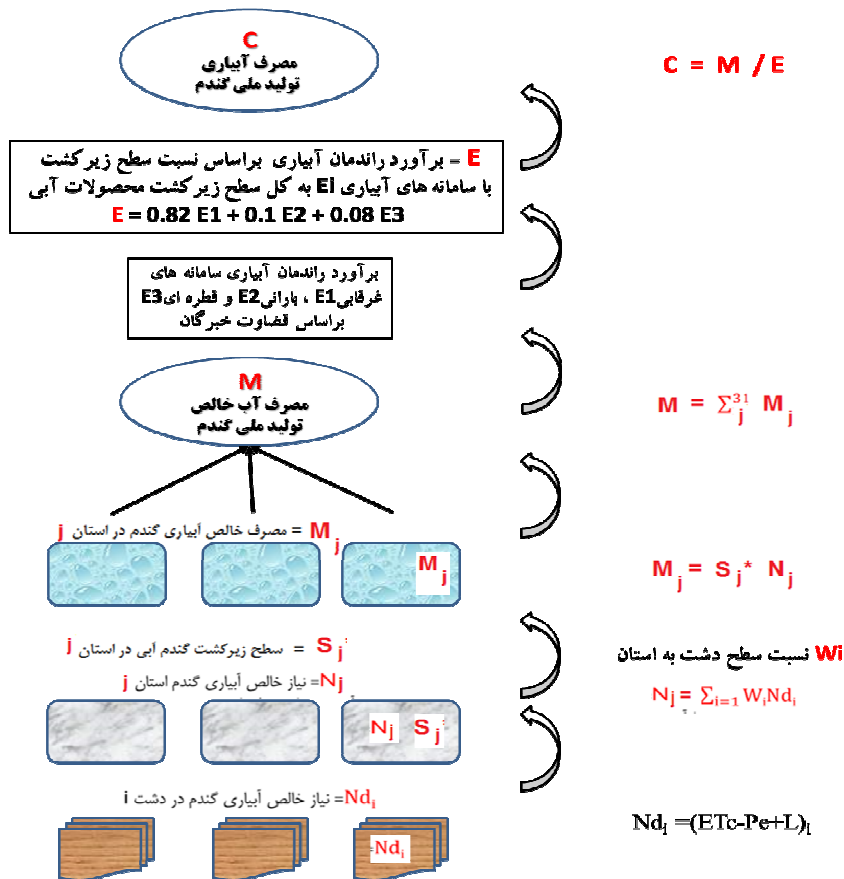 C
مصرف آبیاری
تولید ملی گندم
C = M / E
E = برآورد راندمان آبیاری براساس نسبت سطح زیرکشت
با سامانه های آبیاری Ei به کل سطح زیرکشت محصولات آبی
E = 0.82 E1 + 0.1 E2 + 0.08 E3
برآورد راندمان آبیاری سامانه های
غرقابیE1 ، بارانیE2 و قطره ایE3
براساس قضاوت خبرگان
M
مصرف آب خالص
تولید ملی گندم
M = ∑³¹ⱼ Mⱼ
Mⱼ = مصرف خالص آبیاری گندم در استان j
Mⱼ
Mⱼ = Sⱼ* Nⱼ
Sⱼ' = سطح زیرکشت گندم آبی در استان j
Wi نسبت سطح دشت به استان
Nj= نیاز خالص آبیاری گندم استان j
Nⱼ = ∑ᵢ₌₁ WᵢNdᵢ
Nj Sⱼ'
Ndᵢ= نیاز خالص آبیاری گندم در دشت i
Ndᵢ
Ndᵢ =(ETc-Pe+L)ᵢ